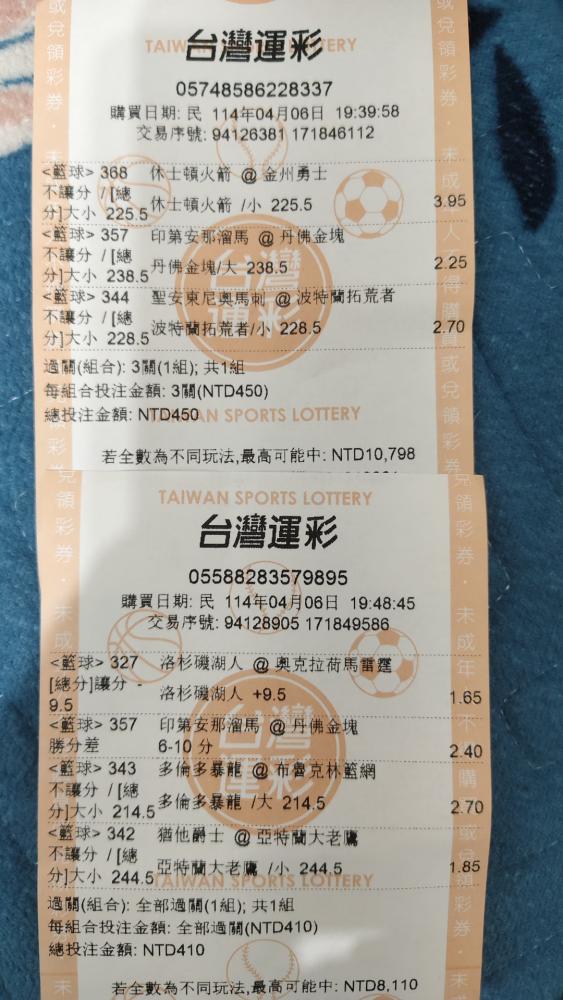 TAIWAN SPORTS LOTTERY
台灣運彩
05748586228337
購買日期: 民 114年04月06日 19:39:58
交易序號: 94126381 171846112
<籃球> 368 休士頓火箭 @ 金州勇士
不讓分 / [總
分]大小 225.5 休士頓火箭 /小 225.5 3.95
<籃球> 357 印第安那溜馬 @ 丹佛金塊
不讓分 / [總
分]大小 238.5 丹佛金塊/大 238.5 2.25
<籃球> 344 聖安東尼奧馬刺 @ 波特蘭拓荒者
不讓分 / [總
分]大小 228.5 波特蘭拓荒者/小 228.5 2.70
過關(組合): 3關(1組); 共1組
每組合投注金額: 3關(NTD450)
總投注金額: NTD450
TAIWAN SPORTS LOTTERY
若全數為不同玩法,最高可能中: NTD10,798
TAIWAN SPORTS LOTTERY
台灣運彩
05588283579895
購買日期: 民 114年04月06日 19:48:45
交易序號: 94128905 171849586
<籃球> 327 洛杉磯湖人 @ 奧克拉荷馬雷霆
[總分]讓分 -
9.5 洛杉磯湖人 +9.5 1.65
<籃球> 357 印第安那溜馬 @ 丹佛金塊
勝分差 6-10 分 2.40
<籃球> 343 多倫多暴龍 @ 布魯克林籃網
不讓分 / [總
分]大小 214.5 多倫多暴龍 /大 214.5 2.70
<籃球> 342 猶他爵士 @ 亞特蘭大老鷹
不讓分 / [總
分]大小 244.5 亞特蘭大老鷹 /小 244.5 1.85
TAIWAN SPORTS LOTTERY
過關(組合): 全部過關(1組); 共1組
每組合投注金額: 全部過關(NTD410)
總投注金額: NTD410
若全數為不同玩法,最高可能中: NTD8,110